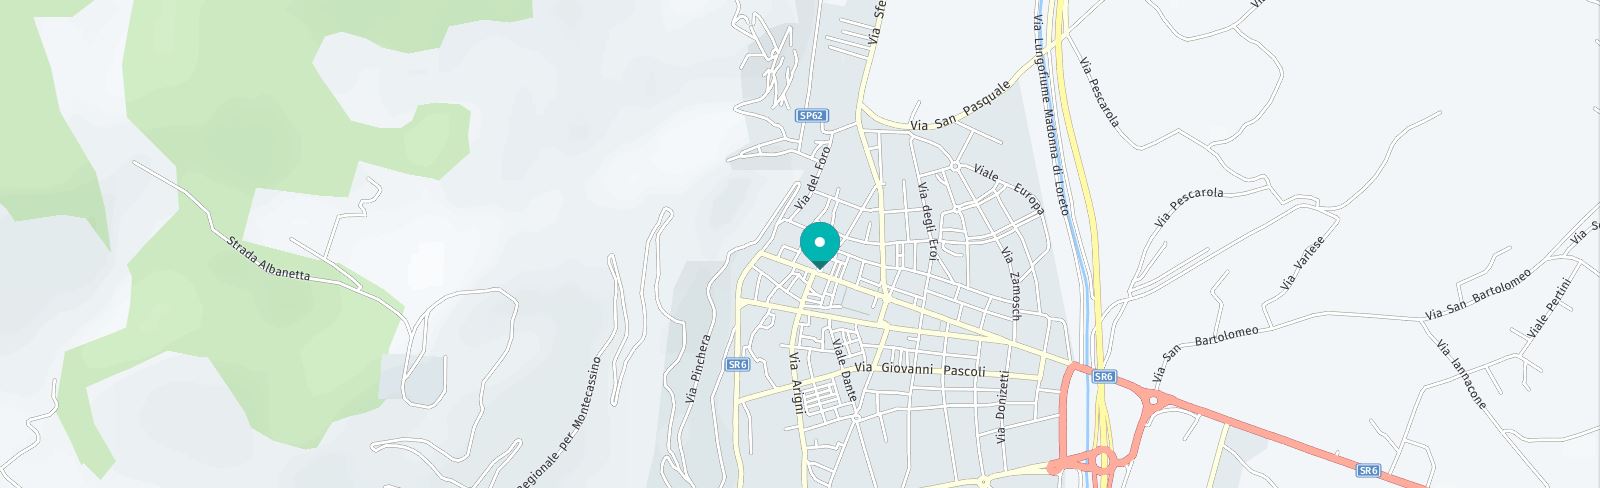 Via Sfe
Via Lungofiume Madonna di Loreto
Via Pescarola
Via San Pasquale
SP62
Via del Foro
Viale Europa
Via degli Eroi
Via Pescarola
Via Zamosch
Via Varlese
Strada Albanetta
Via San Bartolomeo
Viale Pertini
Via San Bartolomeo
Via Pinchera
SR6
Via Arigni
Viale Dante
Via Giovanni Pascoli
Via Donizetti
SR6
Via Iannacone
Regionale per Montecassino
SR6